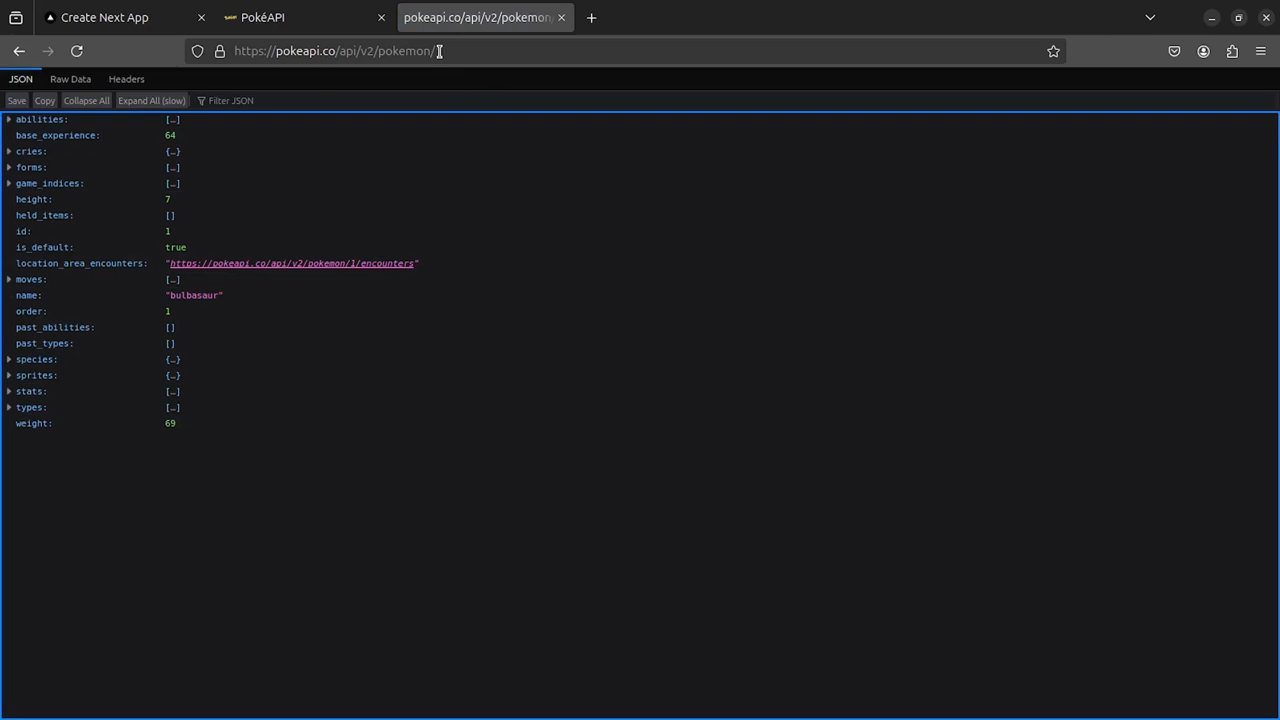 Create Next App
PokéAPI
pokeapi.co/api/v2/pokemon/
https://pokeapi.co/api/v2/pokemon/
JSON
Raw Data
Headers
Save
Copy
Collapse All
Expand All (slow)
Filter JSON
abilities: […]
base_experience: 64
cries: {…}
forms: […]
game_indices: […]
height: 7
held_items: []
id: 1
is_default: true
location_area_encounters: "https://pokeapi.co/api/v2/pokemon/1/encounters"
moves: […]
name: "bulbasaur"
order: 1
past_abilities: []
past_types: []
species: {…}
sprites: {…}
stats: […]
types: […]
weight: 69